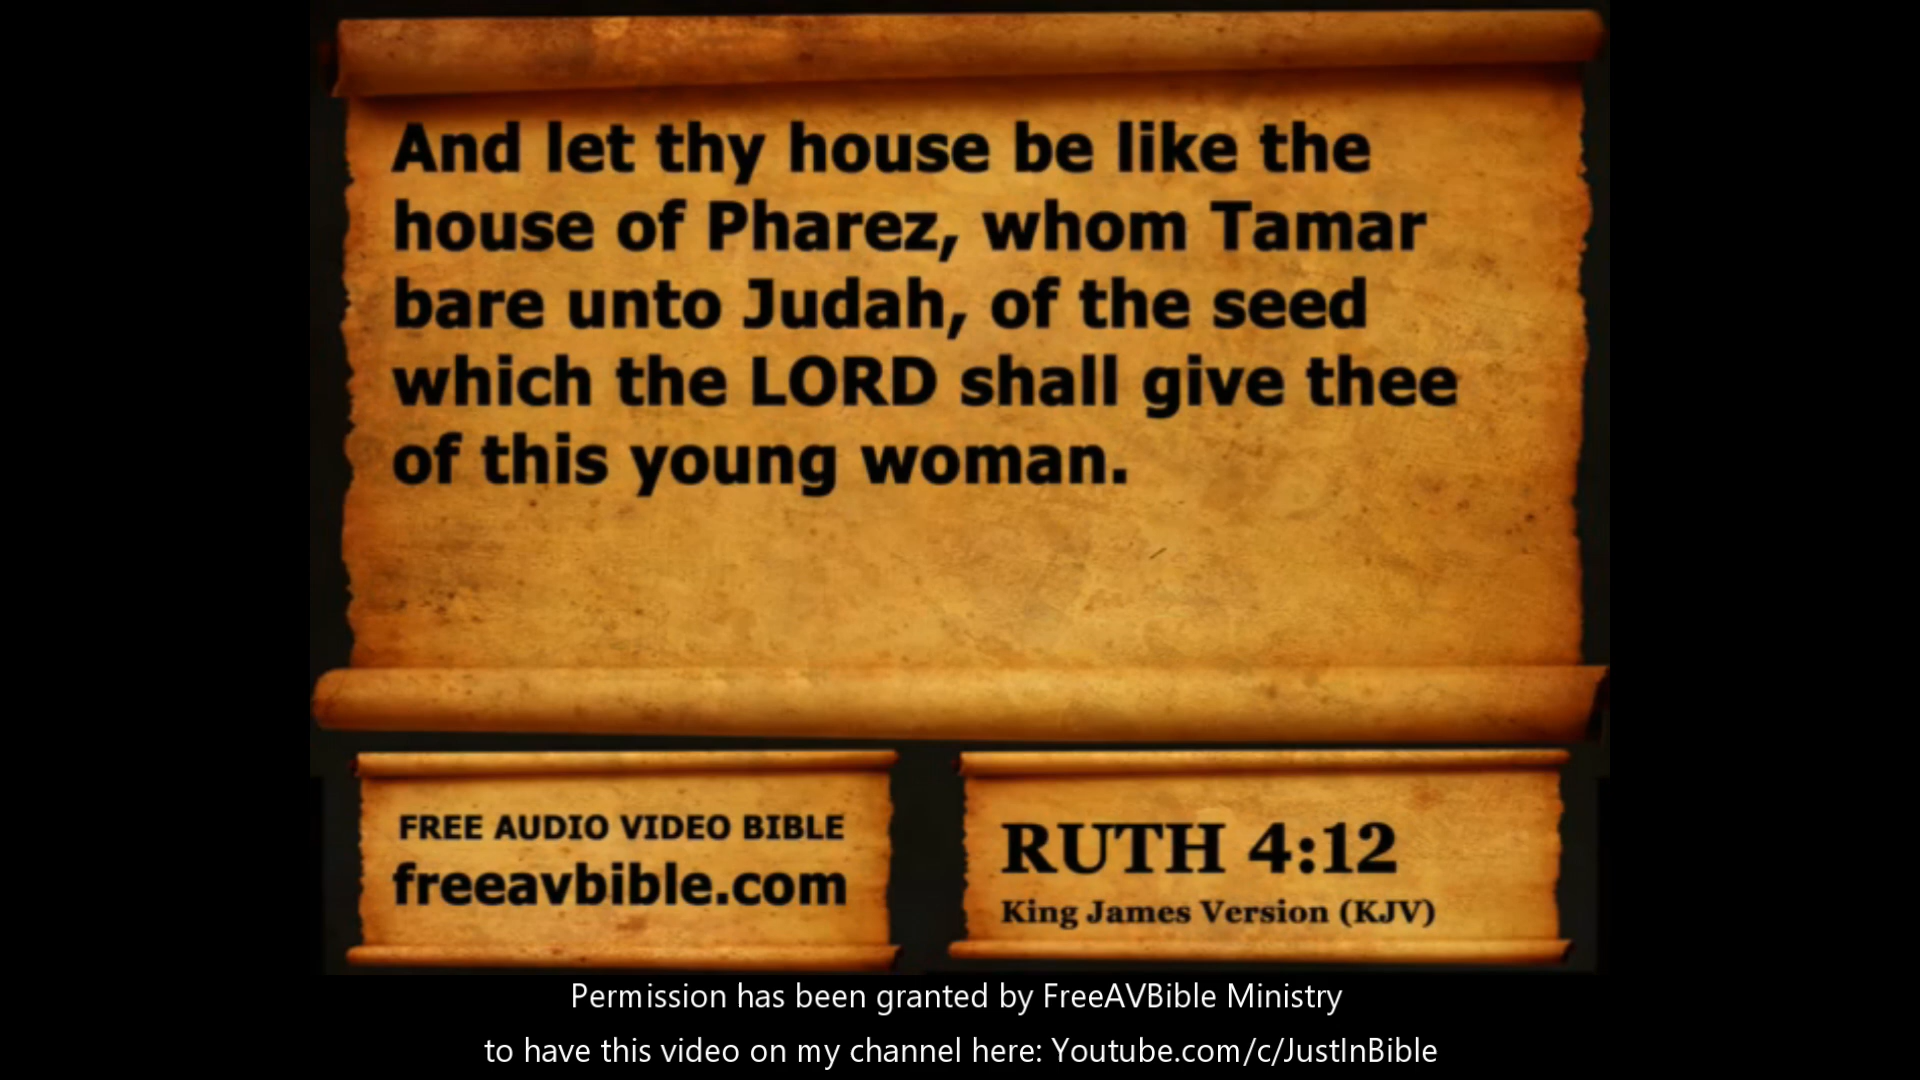 And let thy house be like the
house of Pharez, whom Tamar
bare unto Judah, of the seed
which the LORD shall give thee
of this young woman.
FREE AUDIO VIDEO BIBLE
freeavbible.com
RUTH 4:12
King James Version (KJV)
Permission has been granted by FreeAVBible Ministry
to have this video on my channel here: Youtube.com/c/JustInBible